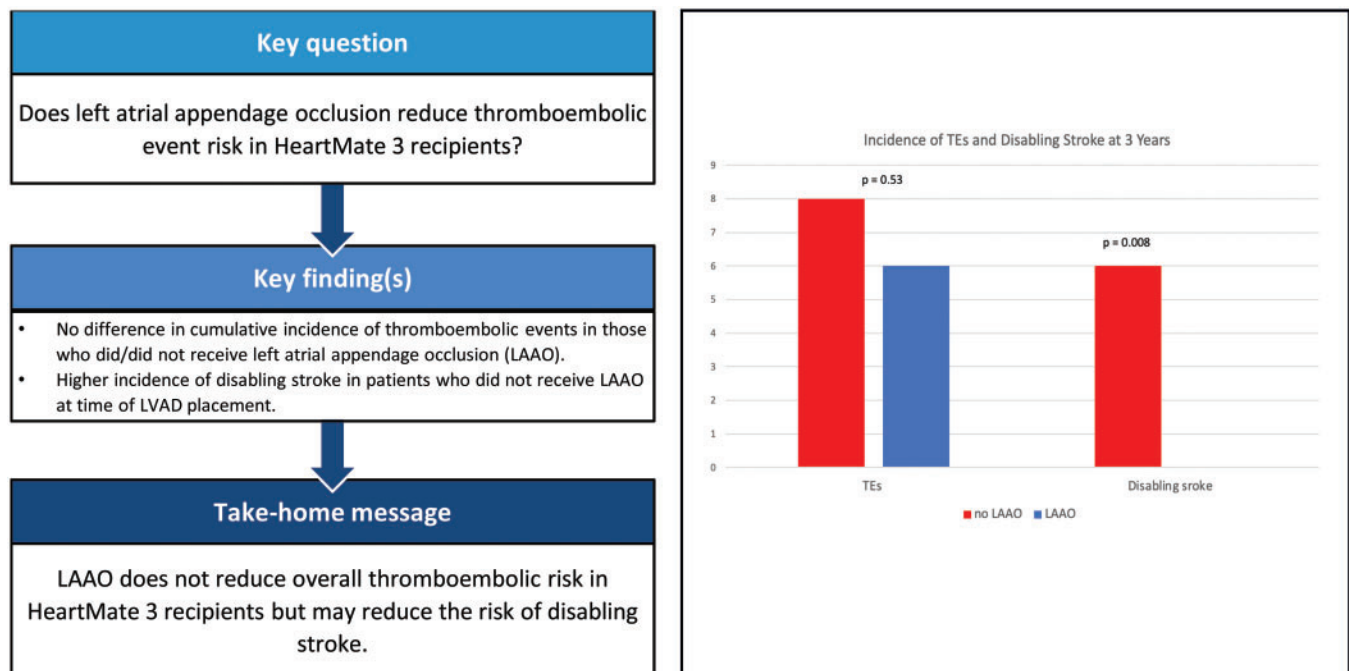 Key question
Does left atrial appendage occlusion reduce thromboembolic
event risk in HeartMate 3 recipients?
Key finding(s)
• No difference in cumulative incidence of thromboembolic events in those
who did/did not receive left atrial appendage occlusion (LAAO).
• Higher incidence of disabling stroke in patients who did not receive LAAO
at time of LVAD placement.
Take-home message
LAAO does not reduce overall thromboembolic risk in
HeartMate 3 recipients but may reduce the risk of disabling
stroke.
Incidence of TEs and Disabling Stroke at 3 Years
9
8
7
6
5
4
3
2
1
0
p = 0.53
p = 0.008
TEs
Disabling sroke
no LAAO
LAAO